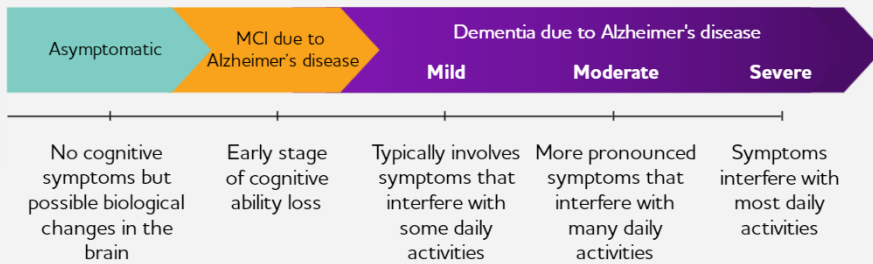 Asymptomatic
MCI due to
Alzheimer's disease
Dementia due to Alzheimer's disease
Mild
Moderate
Severe
No cognitive
symptoms but
possible biological
changes in the
brain
Early stage
of cognitive
ability loss
Typically involves
symptoms that
interfere with
some daily
activities
More pronounced
symptoms that
interfere with
many daily
activities
Symptoms
interfere with
most daily
activities